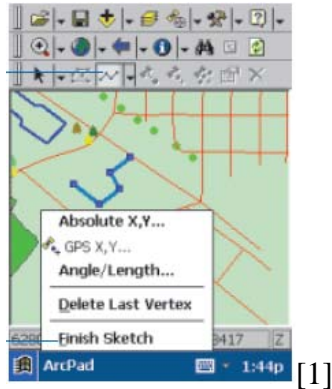 Absolute X,Y...
GPS X,Y...
Angle/Length...
Delete Last Vertex
Finish Sketch
Z
ArcPad 1:44p
[1]